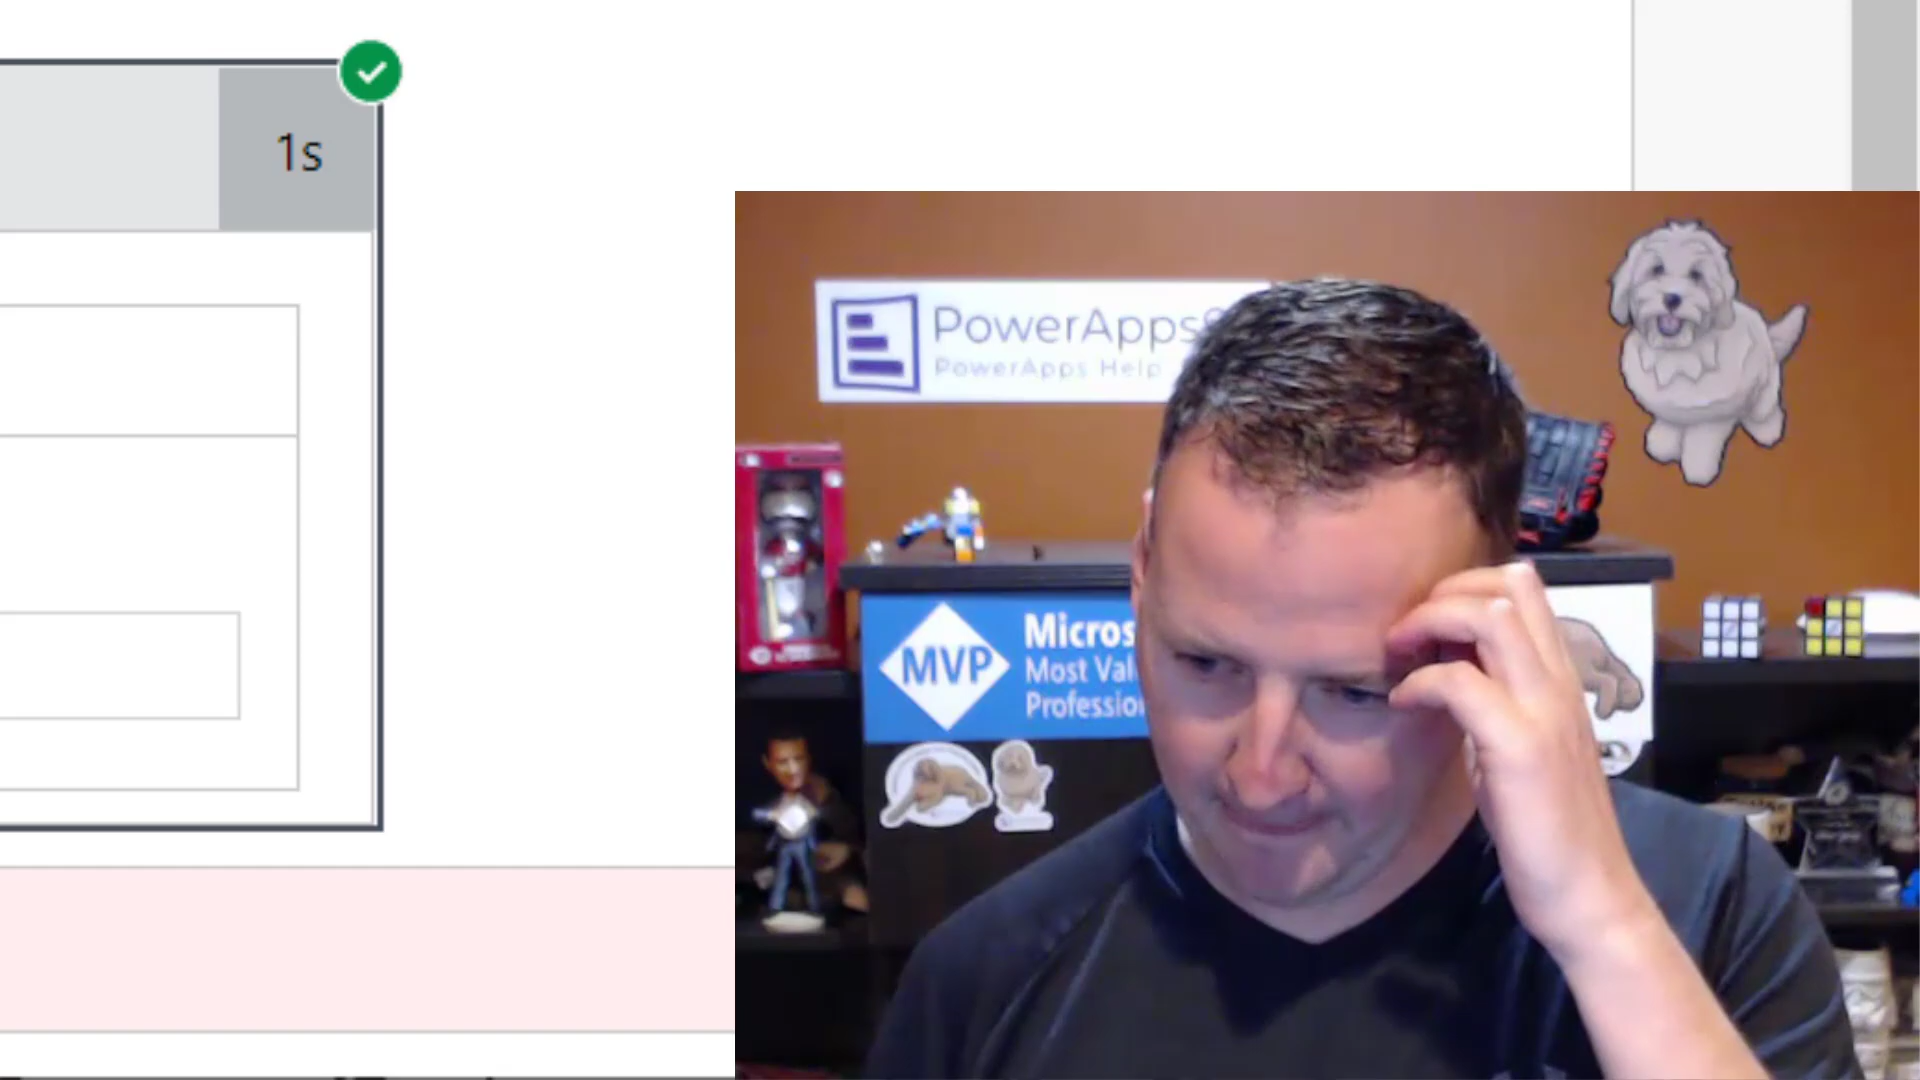 1s
PowerApps
PowerApps Help
MVP
Micros
Most Val
Professio